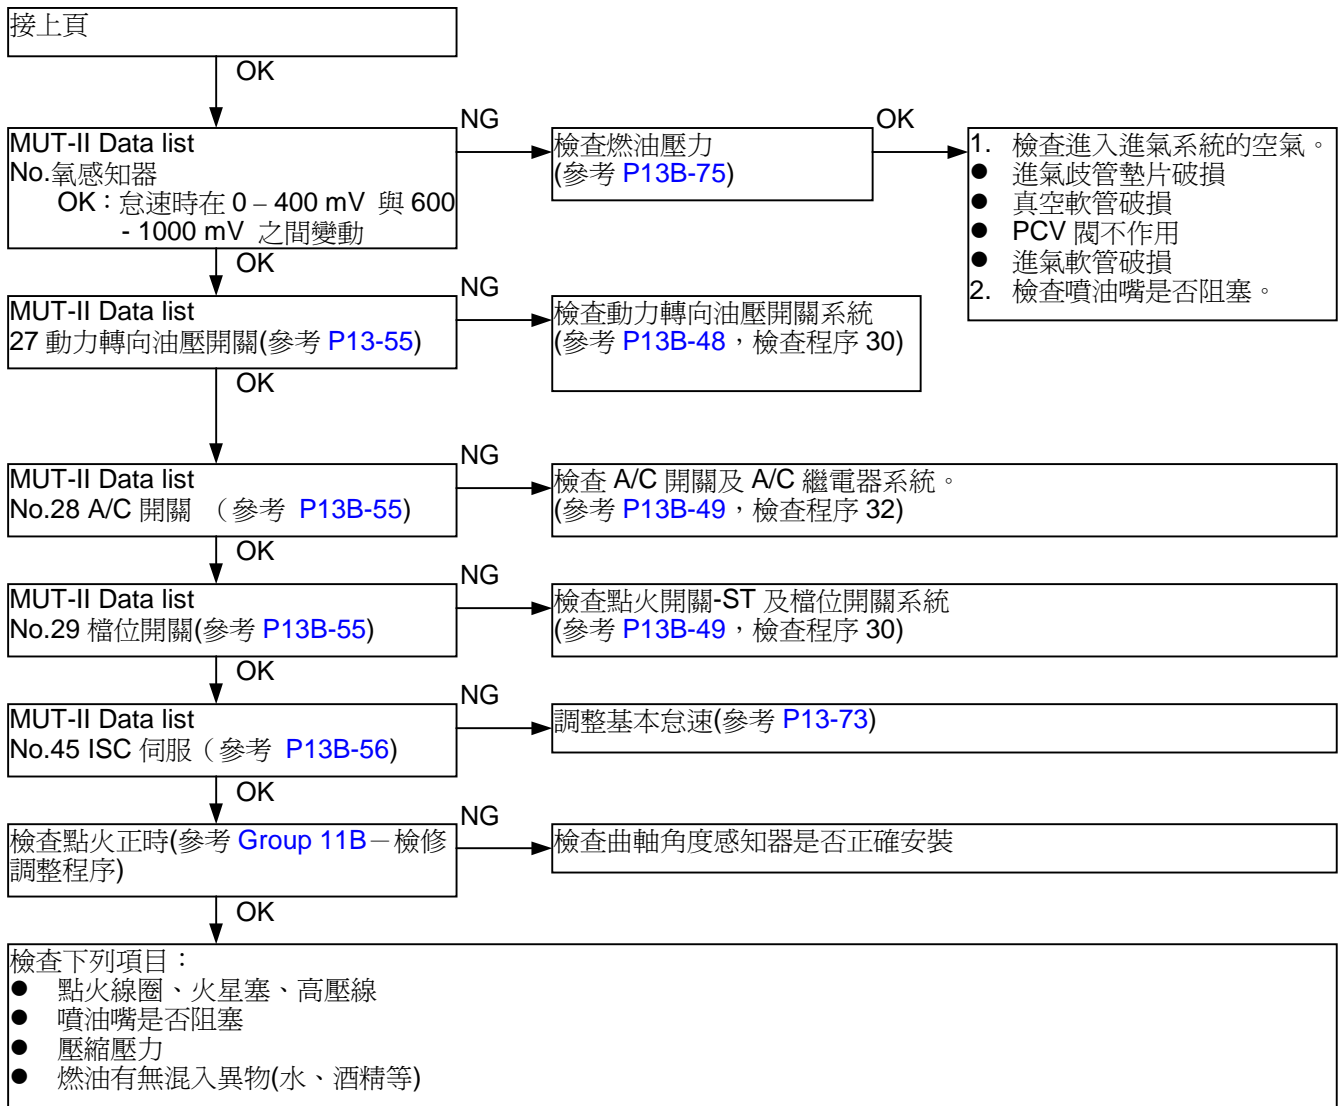 接上頁
OK
MUT-II Data list
No.氧感知器
OK：怠速時在 0 – 400 mV 與 600
- 1000 mV 之間變動
NG
檢查燃油壓力
(參考 P13B-75)
OK
1. 檢查進入進氣系統的空氣。
● 進氣歧管墊片破損
● 真空軟管破損
● PCV 閥不作用
● 進氣軟管破損
2. 檢查噴油嘴是否阻塞。
OK
MUT-II Data list
27 動力轉向油壓開關(參考 P13-55)
NG
檢查動力轉向油壓開關系統
(參考 P13B-48，檢查程序 30)
OK
MUT-II Data list
No.28 A/C 開關 （參考 P13B-55)
NG
檢查 A/C 開關及 A/C 繼電器系統。
(參考 P13B-49，檢查程序 32)
OK
MUT-II Data list
No.29 檔位開關(參考 P13B-55)
NG
檢查點火開關-ST 及檔位開關系統
(參考 P13B-49，檢查程序 30)
OK
MUT-II Data list
No.45 ISC 伺服（參考 P13B-56)
NG
調整基本怠速(參考 P13-73)
OK
檢查點火正時(參考 Group 11B－檢修
調整程序)
NG
檢查曲軸角度感知器是否正確安裝
OK
檢查下列項目：
● 點火線圈、火星塞、高壓線
● 噴油嘴是否阻塞
● 壓縮壓力
● 燃油有無混入異物(水、酒精等)